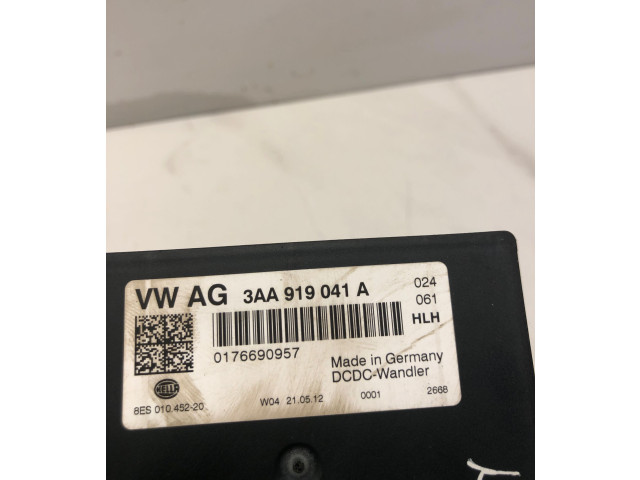 VW AG 3AA 919 041 A 024
061
HLH
0176690957
Made in Germany
DCDC-Wandler
HELLA
8ES 010.452-20 W04 21.05.12 0001 2668